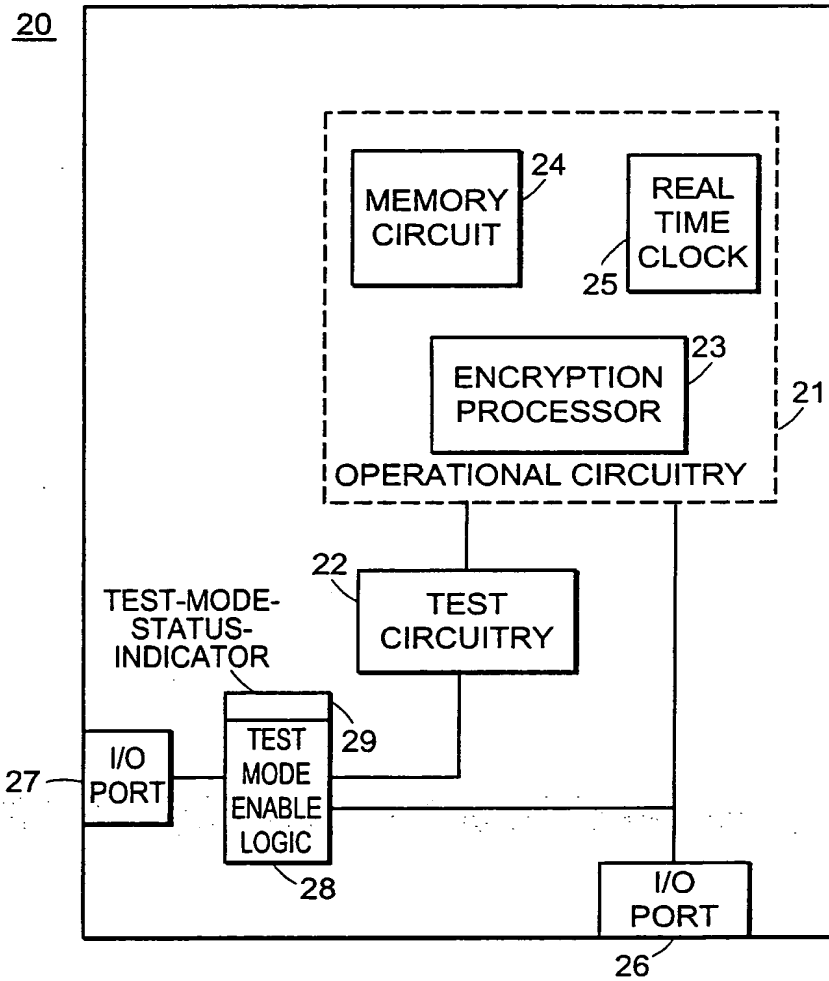 20
MEMORY
CIRCUIT
24
REAL
TIME
CLOCK
25
ENCRYPTION
PROCESSOR
23
21
OPERATIONAL CIRCUITRY
22
TEST
CIRCUITRY
TEST-MODE-
STATUS-
INDICATOR
29
TEST
MODE
ENABLE
LOGIC
28
I/O
PORT
27
I/O
PORT
26